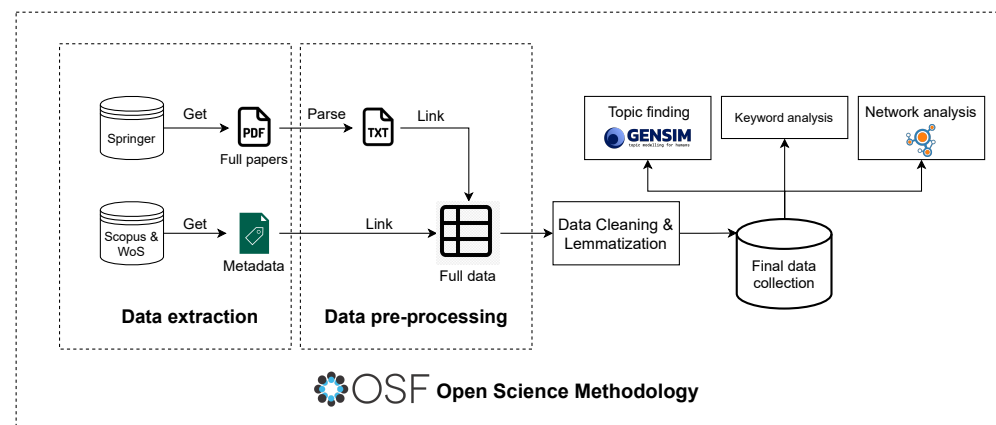 Springer
Get
PDF
Full papers
Parse
TXT
Link
Scopus &
WoS
Get
Metadata
Link
Full data
Data extraction
Data pre-processing
Data Cleaning &
Lemmatization
Topic finding
GENSIM
topic modelling for humans
Keyword analysis
Network analysis
Final data
collection
OSF Open Science Methodology